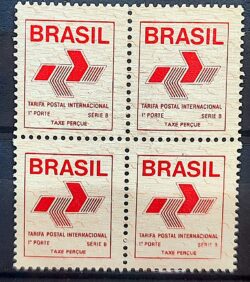 BRASIL BRASIL
TARIFA POSTAL INTERNACIONAL TARIFA POSTAL INTERNACIONAL
1º PORTE SÉRIE B 1º PORTE SÉRIE B
TAXE PERÇUE TAXE PERÇUE
BRASIL BRASIL
TARIFA POSTAL INTERNACIONAL TARIFA POSTAL INTERNACIONAL
1º PORTE SÉRIE B 1º PORTE SÉRIE B
TAXE PERÇUE TAXE PERÇUE